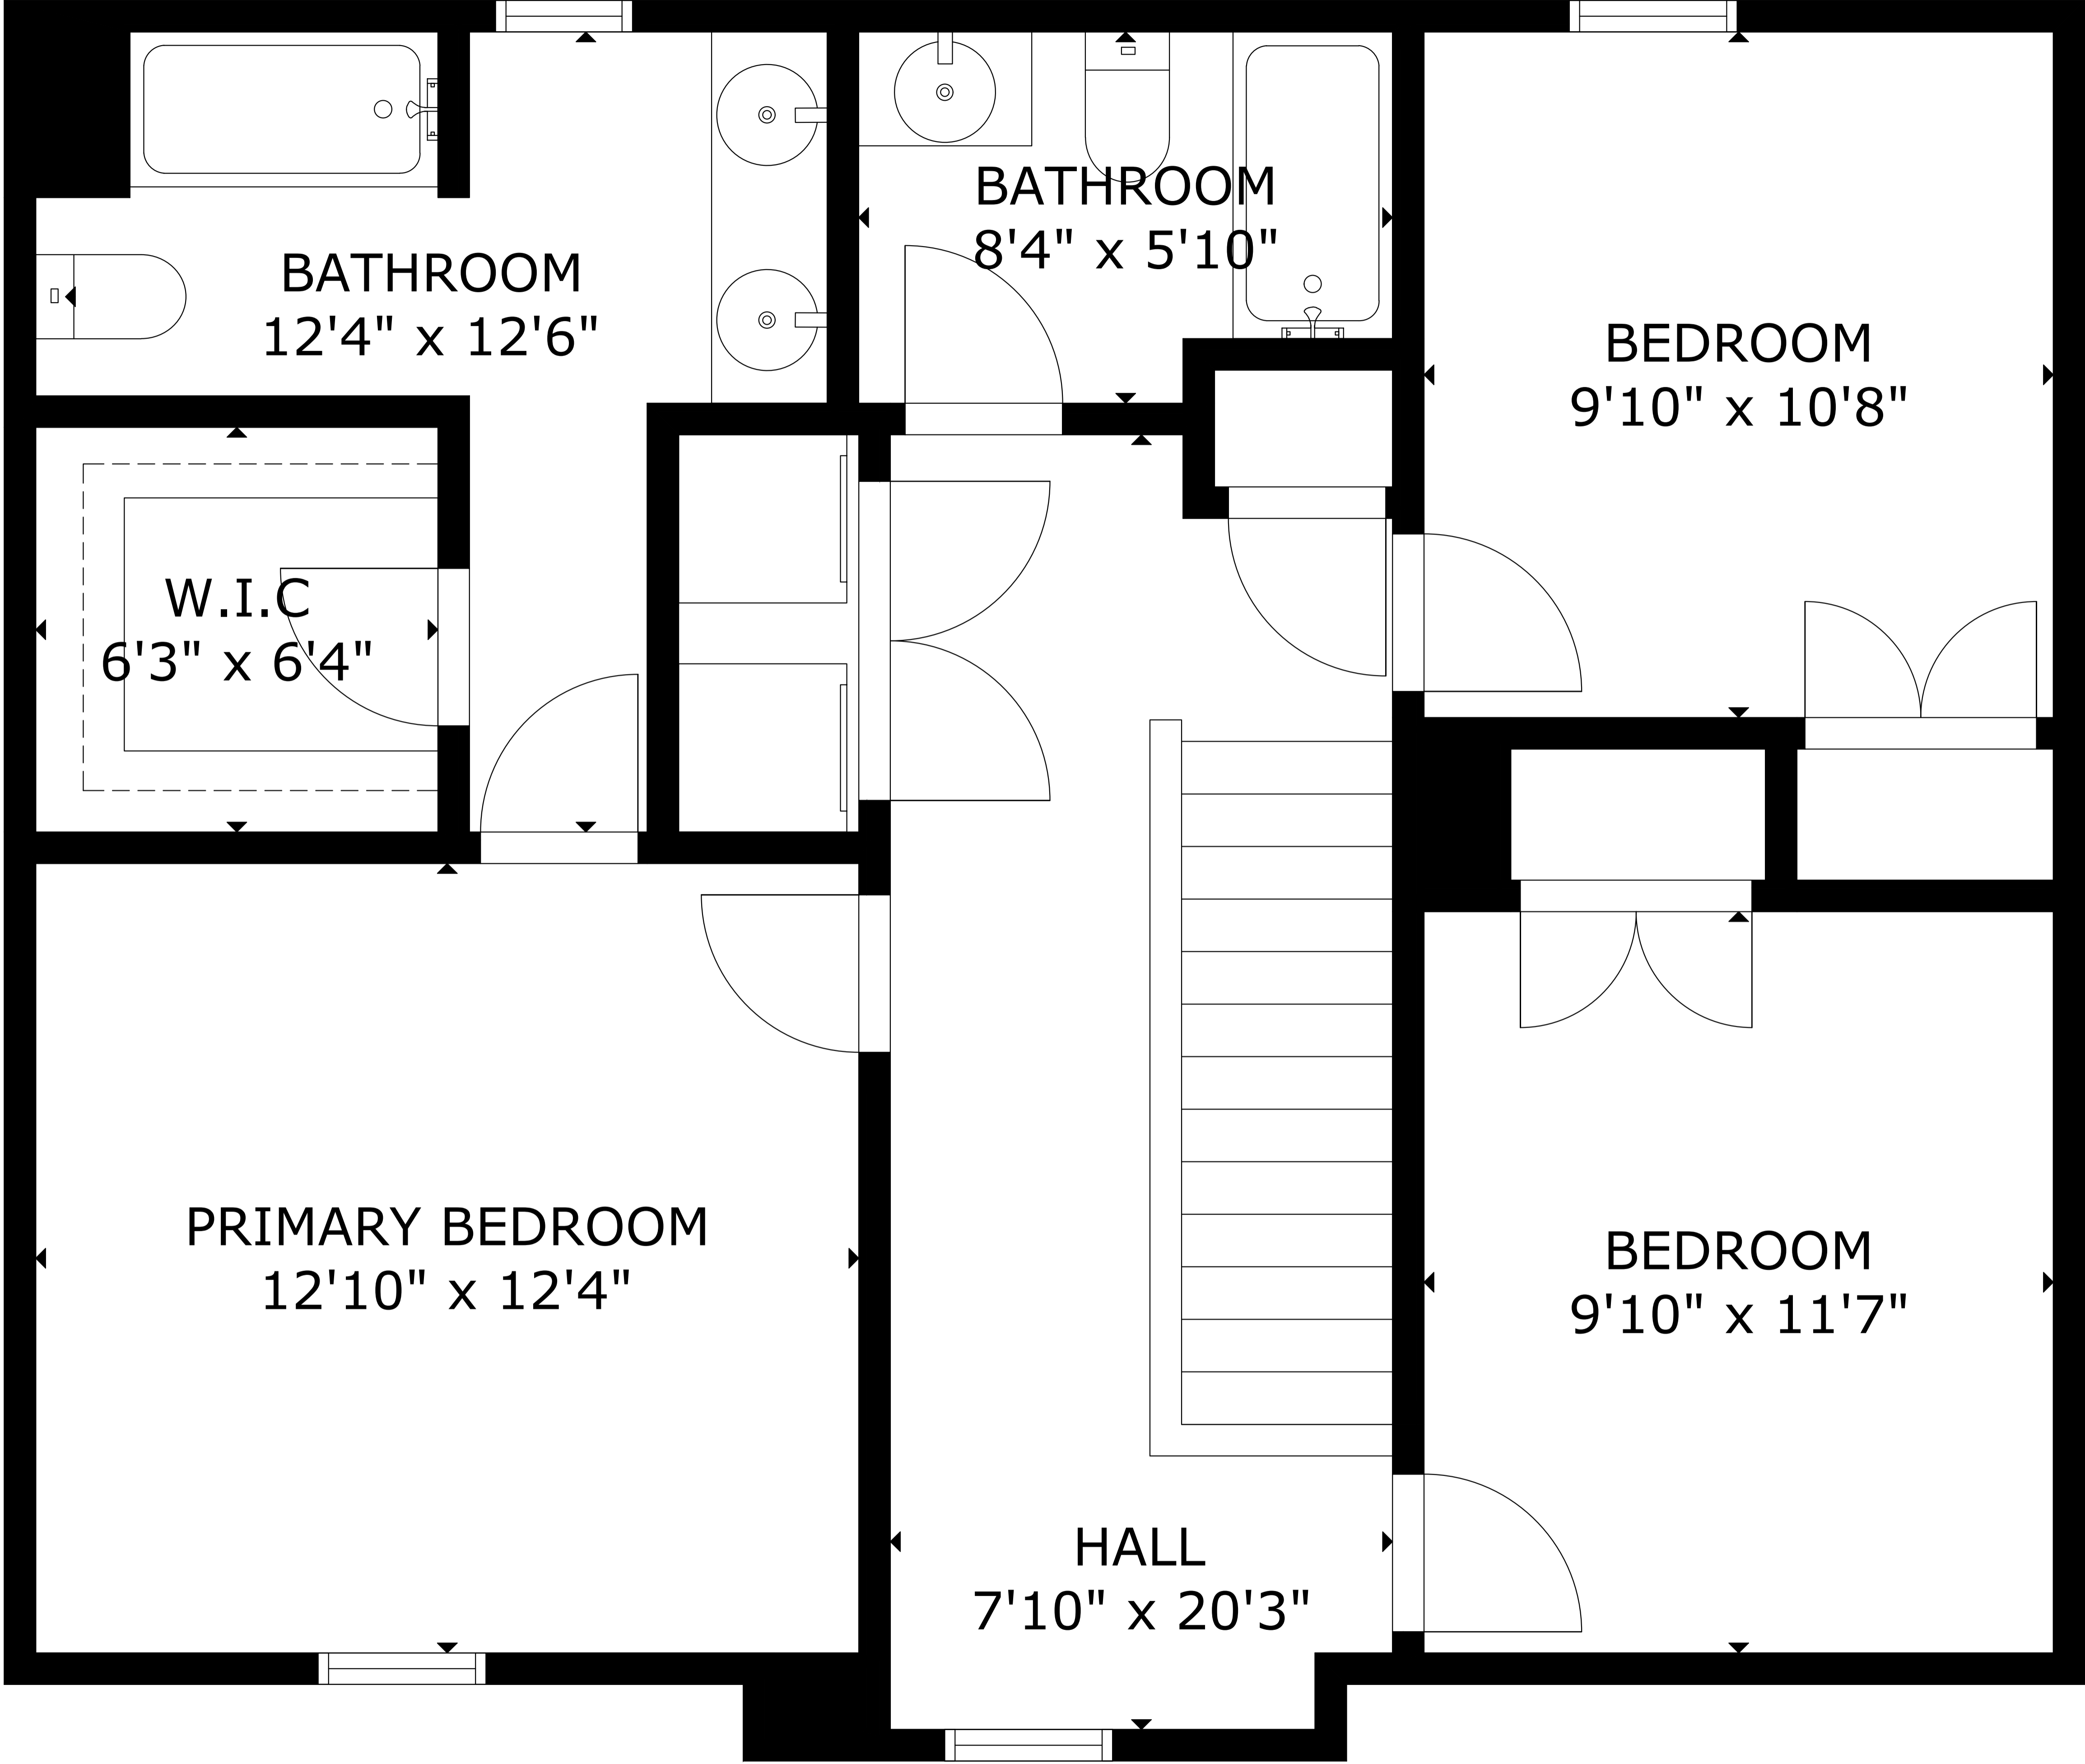 BATHROOM
12'4" x 12'6"
BATHROOM
8'4" x 5'10"
BEDROOM
9'10" x 10'8"
W.I.C
6'3" x 6'4"
PRIMARY BEDROOM
12'10" x 12'4"
BEDROOM
9'10" x 11'7"
HALL
7'10" x 20'3"